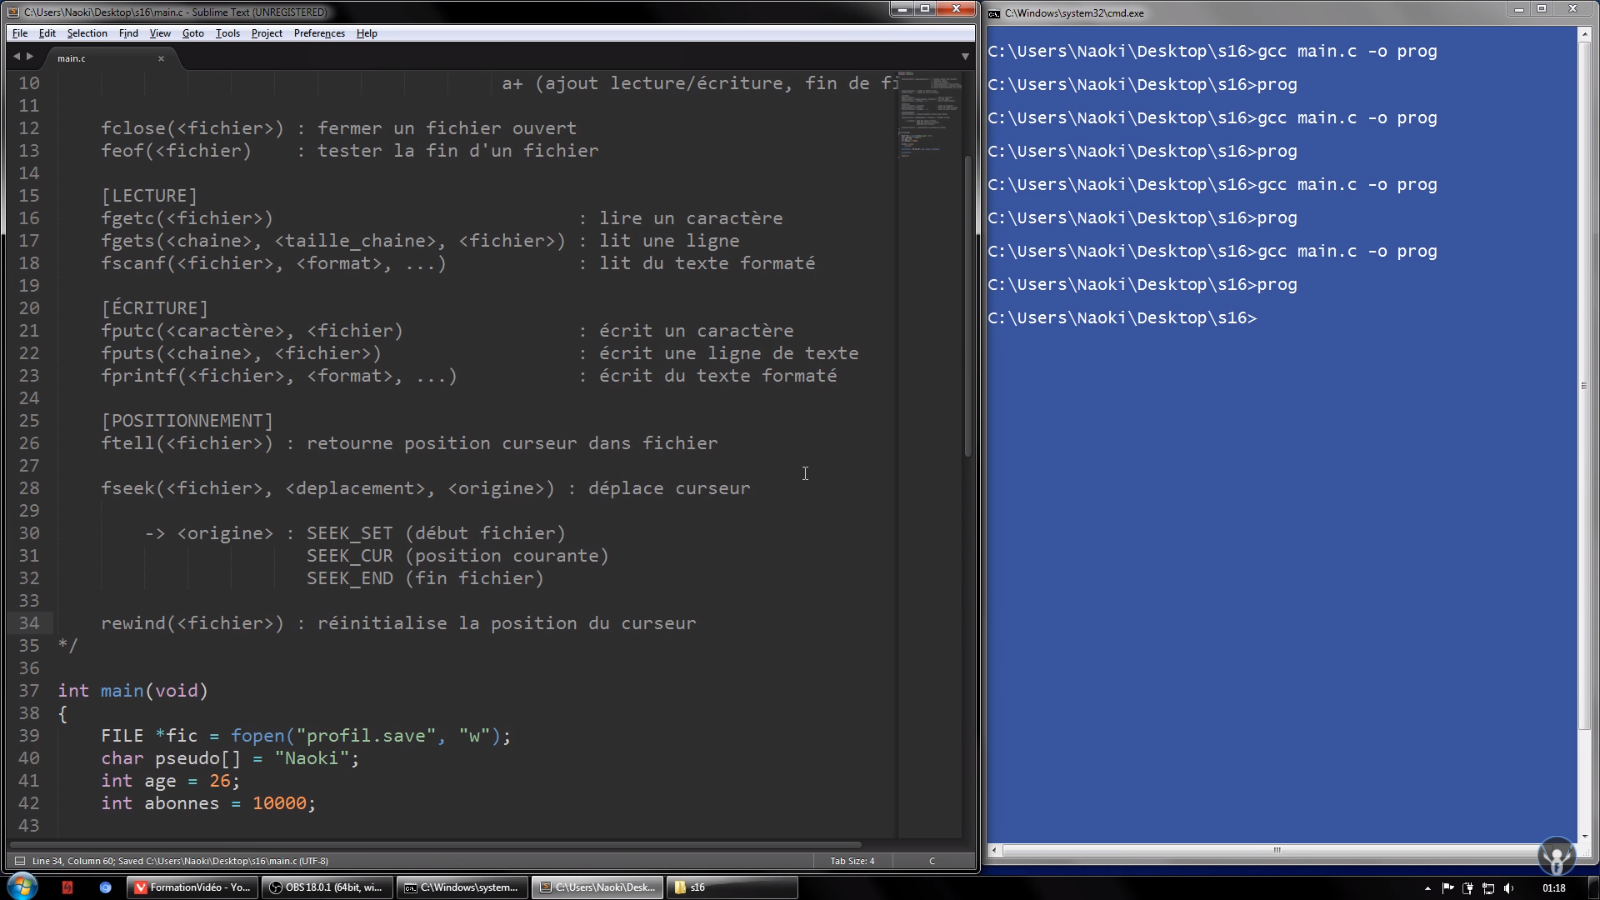 C:\Users\Naoki\Desktop\s16\main.c - Sublime Text (UNREGISTERED)
File Edit Selection Find View Goto Tools Project Preferences Help
main.c ×
10 a+ (ajout lecture/écriture, fin de fi
11
12 fclose(<fichier>) : fermer un fichier ouvert
13 feof(<fichier) : tester la fin d'un fichier
14
15 [LECTURE]
16 fgetc(<fichier>) : lire un caractère
17 fgets(<chaine>, <taille_chaine>, <fichier>) : lit une ligne
18 fscanf(<fichier>, <format>, ...) : lit du texte formaté
19
20 [ÉCRITURE]
21 fputc(<caractère>, <fichier) : écrit un caractère
22 fputs(<chaine>, <fichier>) : écrit une ligne de texte
23 fprintf(<fichier>, <format>, ...) : écrit du texte formaté
24
25 [POSITIONNEMENT]
26 ftell(<fichier>) : retourne position curseur dans fichier
27
28 fseek(<fichier>, <deplacement>, <origine>) : déplace curseur
29
30 -> <origine> : SEEK_SET (début fichier)
31 SEEK_CUR (position courante)
32 SEEK_END (fin fichier)
33
34 rewind(<fichier>) : réinitialise la position du curseur
35 */
36
37 int main(void)
38 {
39 FILE *fic = fopen("profil.save", "w");
40 char pseudo[] = "Naoki";
41 int age = 26;
42 int abonnes = 10000;
43
Line 34, Column 60; Saved C:\Users\Naoki\Desktop\s16\main.c (UTF-8) Tab Size: 4 C
C:\Windows\system32\cmd.exe
C:\Users\Naoki\Desktop\s16>gcc main.c -o prog
C:\Users\Naoki\Desktop\s16>prog
C:\Users\Naoki\Desktop\s16>gcc main.c -o prog
C:\Users\Naoki\Desktop\s16>prog
C:\Users\Naoki\Desktop\s16>gcc main.c -o prog
C:\Users\Naoki\Desktop\s16>prog
C:\Users\Naoki\Desktop\s16>gcc main.c -o prog
C:\Users\Naoki\Desktop\s16>prog
C:\Users\Naoki\Desktop\s16>
FormationVidéo - Yo... OBS 18.0.1 (64bit, wi... C:\Windows\system... C:\Users\Naoki\Desk... s16 01:18